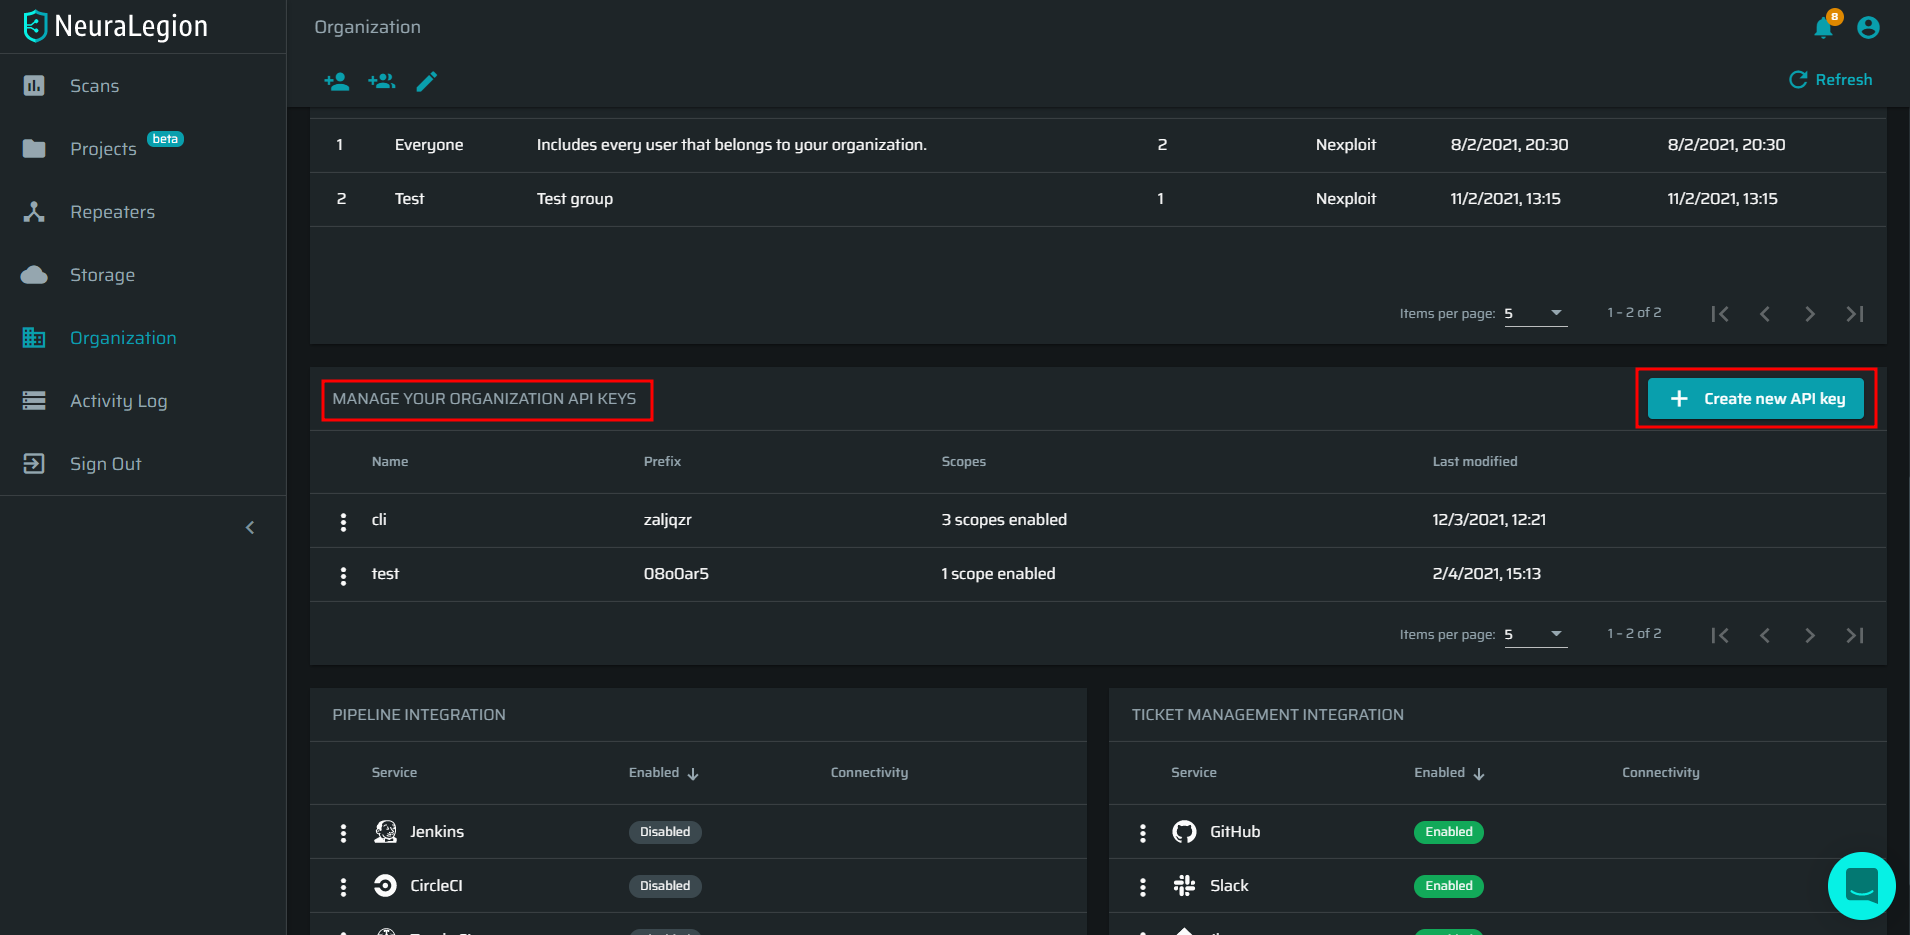 NeuraLegion
Organization
8
Scans
Projects beta
Repeaters
Storage
Organization
Activity Log
Sign Out
Refresh
1 Everyone Includes every user that belongs to your organization. 2 Nexploit 8/2/2021, 20:30 8/2/2021, 20:30
2 Test Test group 1 Nexploit 11/2/2021, 13:15 11/2/2021, 13:15
Items per page: 5 1 - 2 of 2
MANAGE YOUR ORGANIZATION API KEYS
Create new API key
Name Prefix Scopes Last modified
cli zaljqzr 3 scopes enabled 12/3/2021, 12:21
test 08o0ar5 1 scope enabled 2/4/2021, 15:13
Items per page: 5 1 - 2 of 2
PIPELINE INTEGRATION
Service Enabled Connectivity
Jenkins Disabled
CircleCI Disabled
TICKET MANAGEMENT INTEGRATION
Service Enabled Connectivity
GitHub Enabled
Slack Enabled